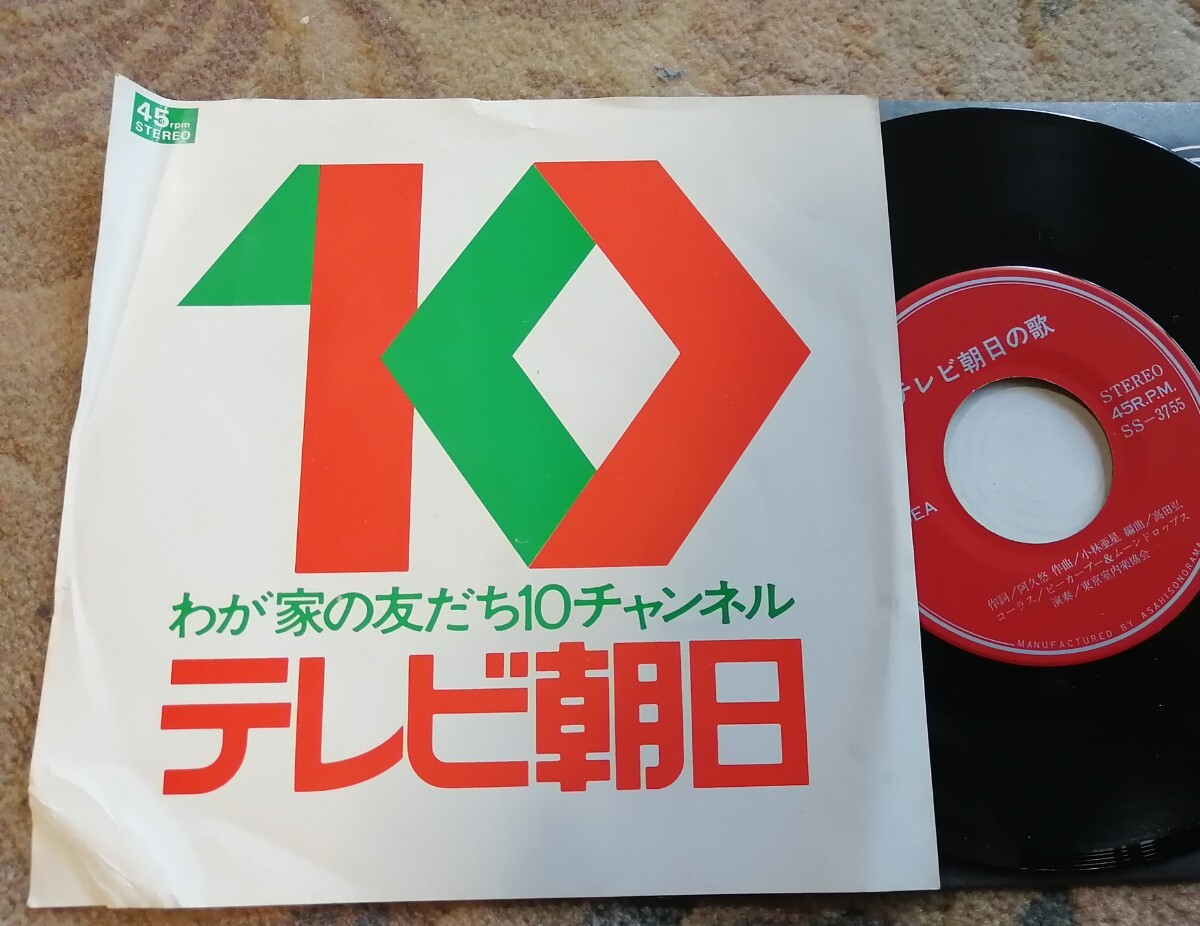 45rpm
STEREO
10
わが家の友だち10チャンネル
テレビ朝日
テレビ朝日の歌
STEREO
45R.P.M.
SS-3755
作詞/阿久悠 作曲/小林亜星 編曲/高田弘
コーラス/ピーカーブー&ムーンドロップス
演奏/東京室内楽協会
MANUFACTURED BY ASAHISONORAMA